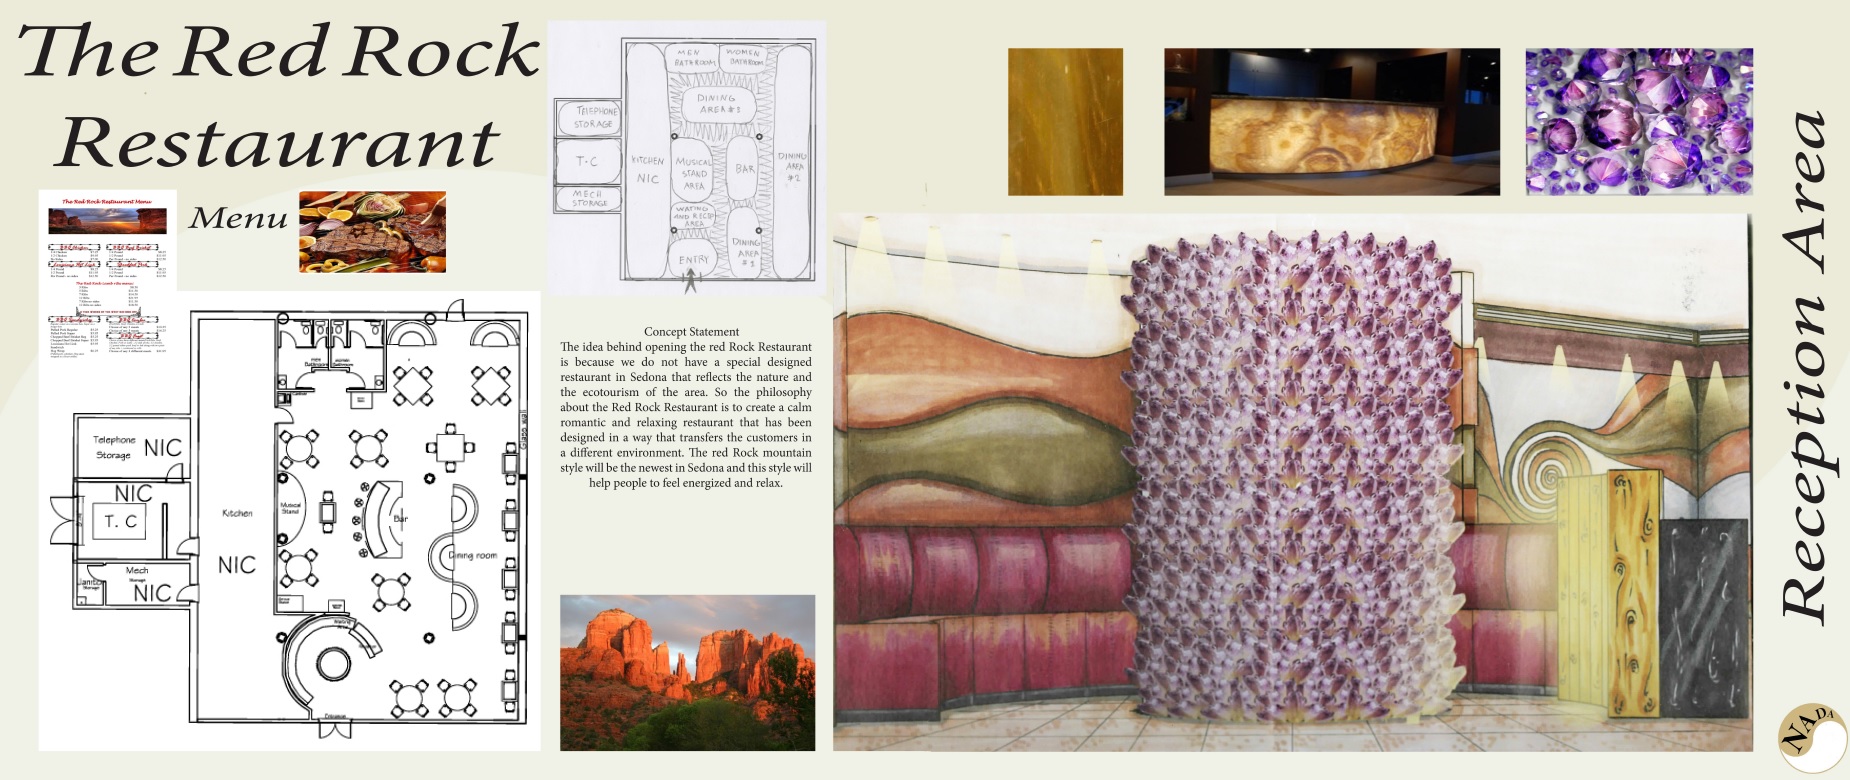 The Red Rock
Restaurant
Menu
The Red Rock Restaurant Menu
MEN
BATHROOM
WOMEN
BATHROOM
DINING
AREA #3
TELEPHONE
STORAGE
T-C
MECH
STORAGE
KITCHEN
NIC
MUSICAL
STAND
AREA
BAR
DINING
AREA
#2
WATING
AND RECEP
AREA
ENTRY
DINING
AREA
#1
Telephone
Storage
NIC
NIC
T. C
Mech
Storage
NIC
Kitchen
NIC
Musical
Stand
Bar
Dining room
Glass wall
Entrance
Concept Statement
The idea behind opening the red Rock Restaurant
is because we do not have a special designed
restaurant in Sedona that reflects the nature and
the ecotourism of the area. So the philosophy
about the Red Rock Restaurant is to create a calm
romantic and relaxing restaurant that has been
designed in a way that transfers the customers in
a different environment. The red Rock mountain
style will be the newest in Sedona and this style will
help people to feel energized and relax.
Reception Area
NADA